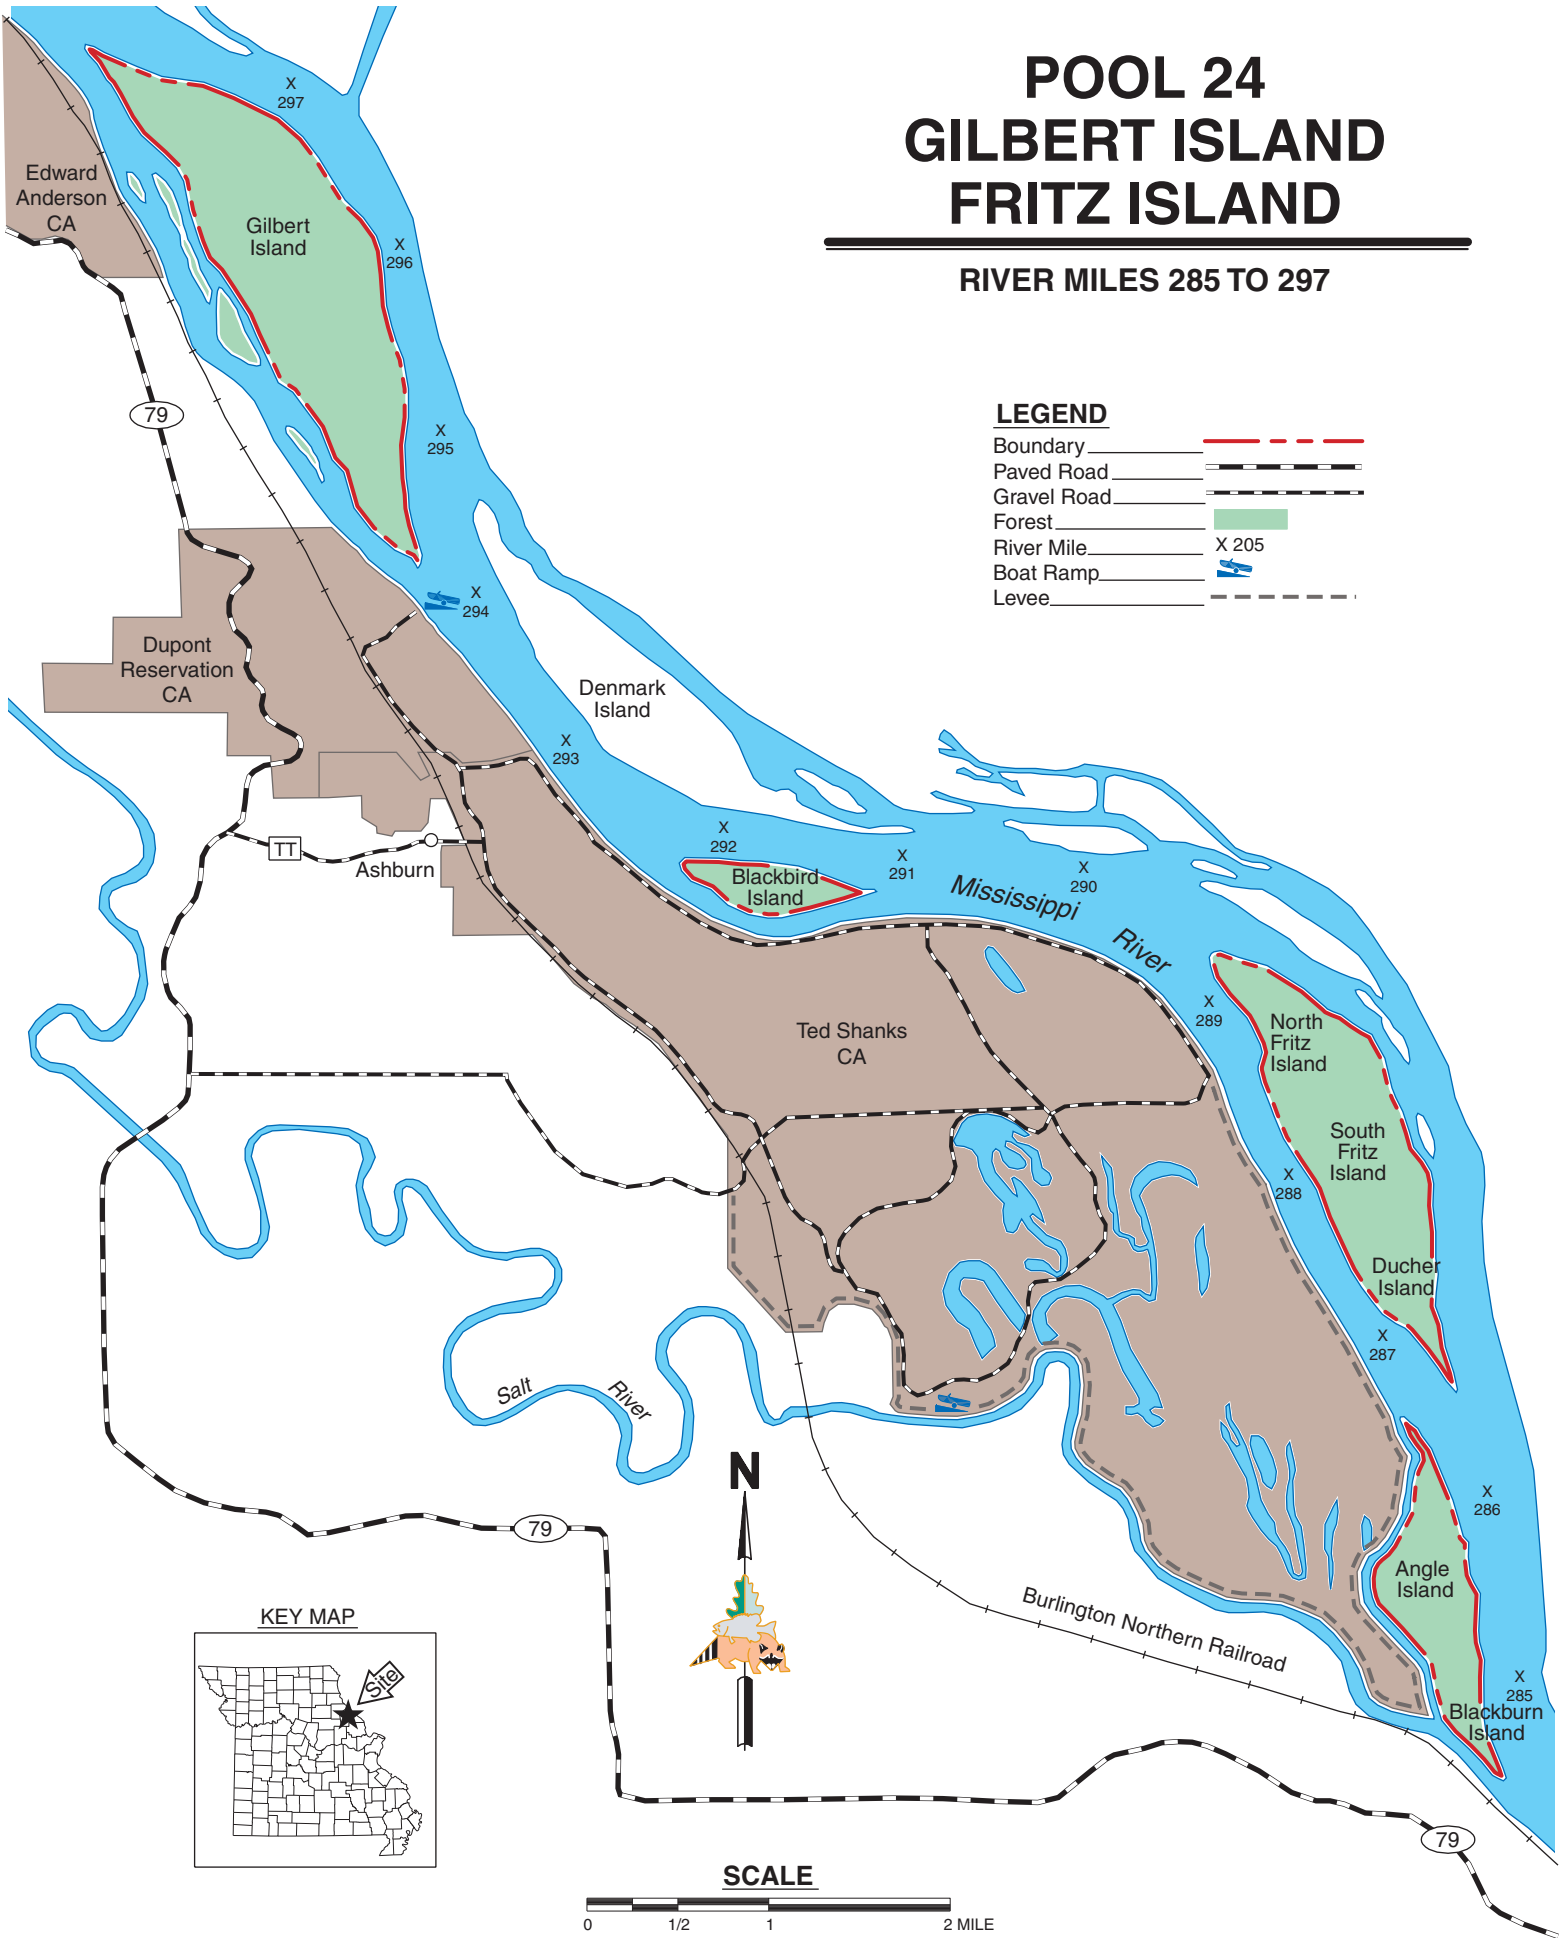 POOL 24
GILBERT ISLAND
FRITZ ISLAND
RIVER MILES 285 TO 297
LEGEND
Boundary
Paved Road
Gravel Road
Forest
River Mile X 205
Boat Ramp
Levee
X
297
Edward
Anderson
CA
Gilbert
Island
X
296
79
X
295
X
294
Dupont
Reservation
CA
Denmark
Island
X
293
X
292
TT
Ashburn
Blackbird
Island
X
291
X
290
Mississippi
River
X
289
North
Fritz
Island
Ted Shanks
CA
South
Fritz
Island
X
288
Ducher
Island
X
287
Salt
River
N
X
286
79
Angle
Island
Burlington Northern Railroad
KEY MAP
Site
X
285
Blackburn
Island
79
SCALE
0 1/2 1 2 MILE